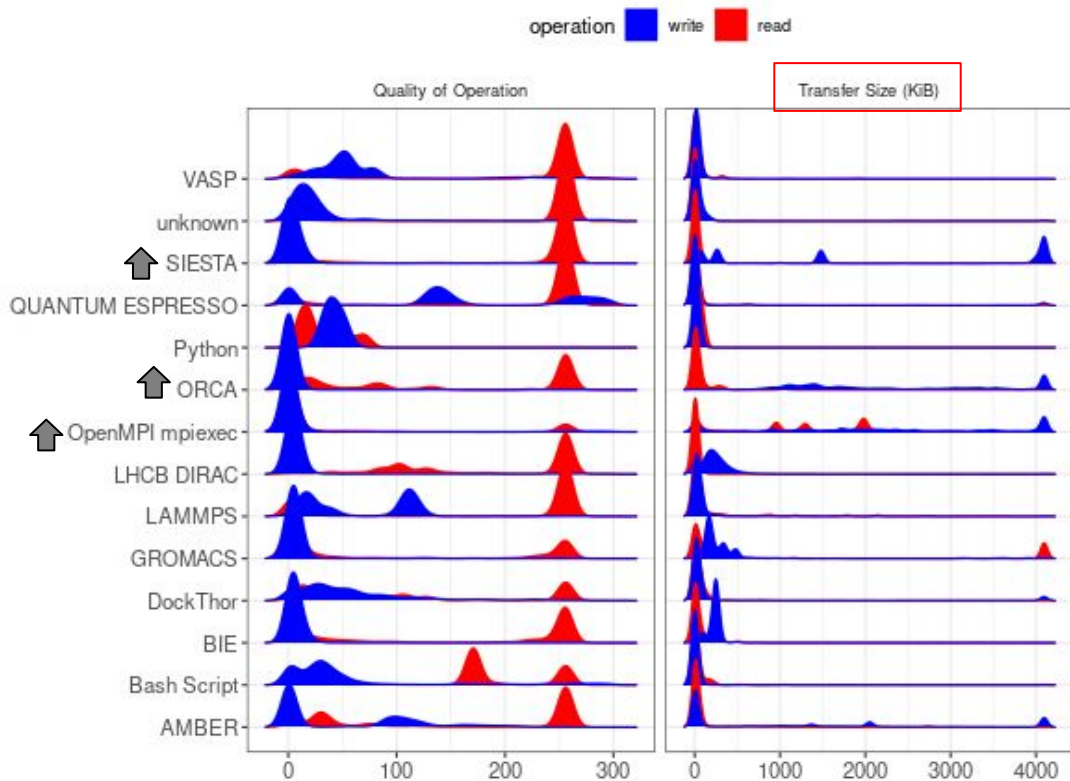 operation write read
Quality of Operation
Transfer Size (KiB)
VASP
unknown
SIESTA
QUANTUM ESPRESSO
Python
ORCA
OpenMPI mpiexec
LHCB DIRAC
LAMMPS
GROMACS
DockThor
BIE
Bash Script
AMBER
0 100 200 300
0 1000 2000 3000 4000